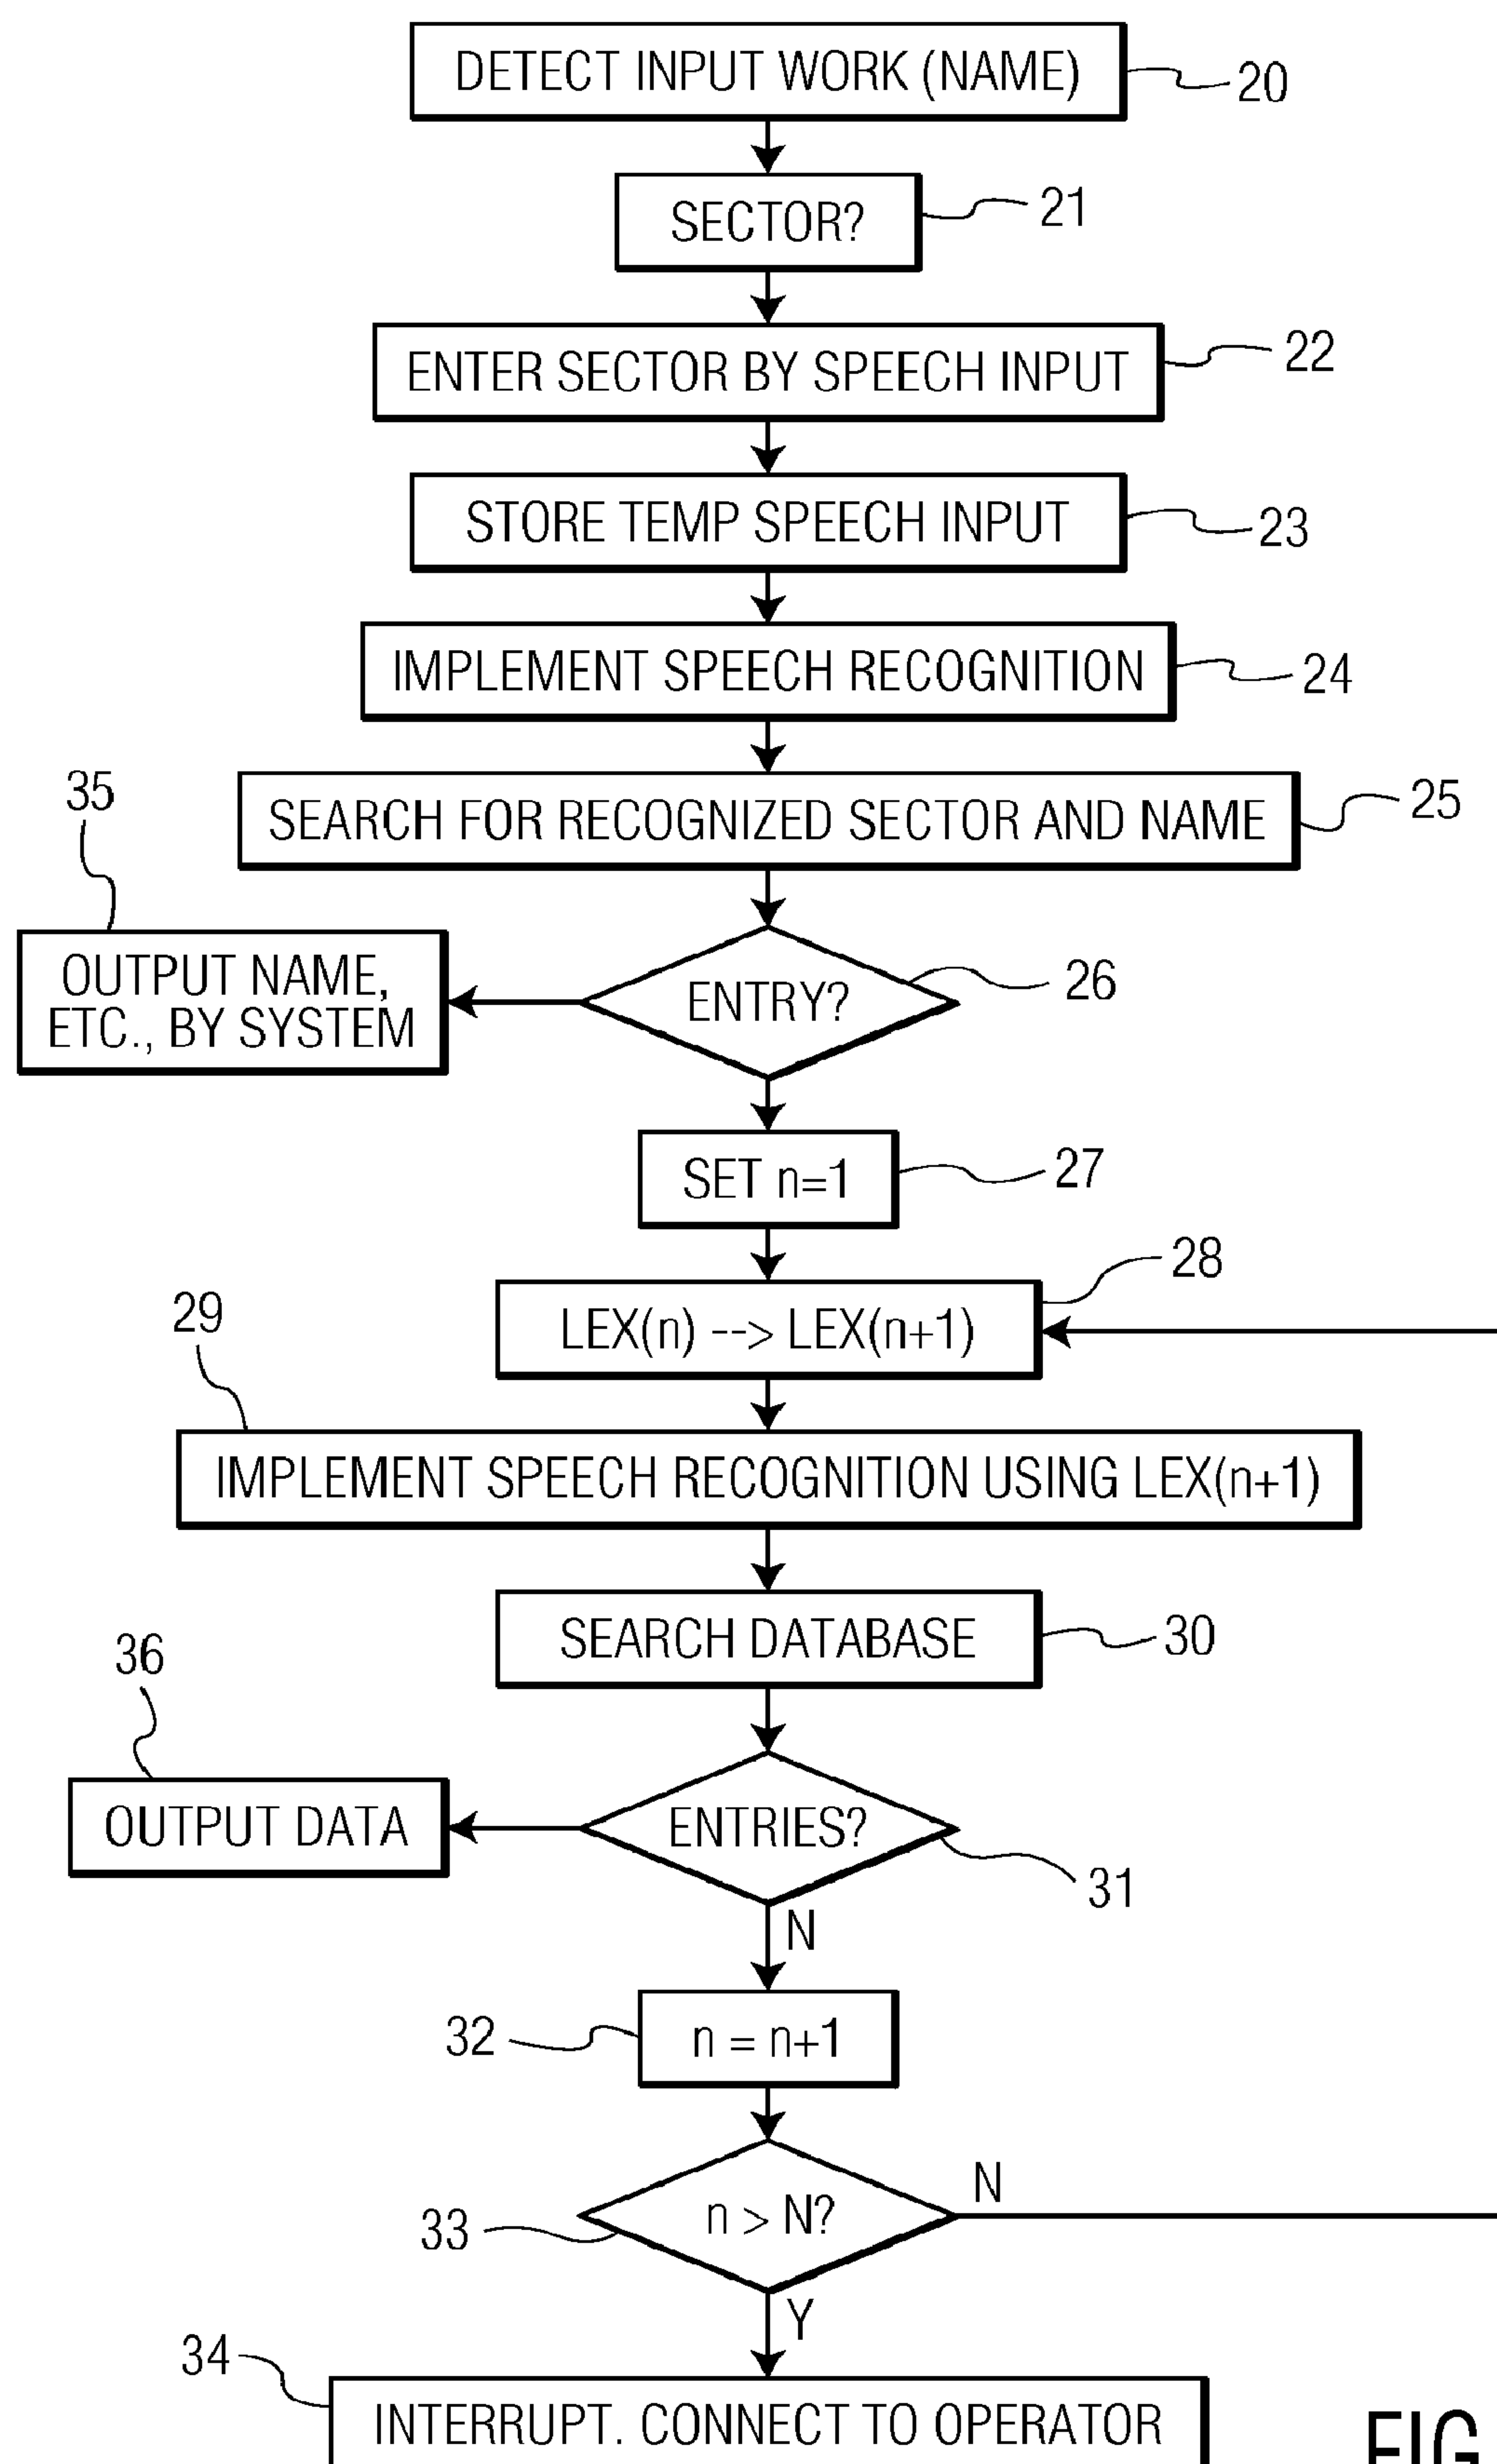 DETECT INPUT WORK (NAME)
20
SECTOR?
21
ENTER SECTOR BY SPEECH INPUT
22
STORE TEMP SPEECH INPUT
23
IMPLEMENT SPEECH RECOGNITION
24
SEARCH FOR RECOGNIZED SECTOR AND NAME
25
35
OUTPUT NAME,
ETC., BY SYSTEM
ENTRY?
26
SET n=1
27
28
LEX(n) --> LEX(n+1)
29
IMPLEMENT SPEECH RECOGNITION USING LEX(n+1)
SEARCH DATABASE
30
36
OUTPUT DATA
ENTRIES?
31
N
32
n = n+1
33
n > N?
N
Y
34
INTERRUPT. CONNECT TO OPERATOR
FIG